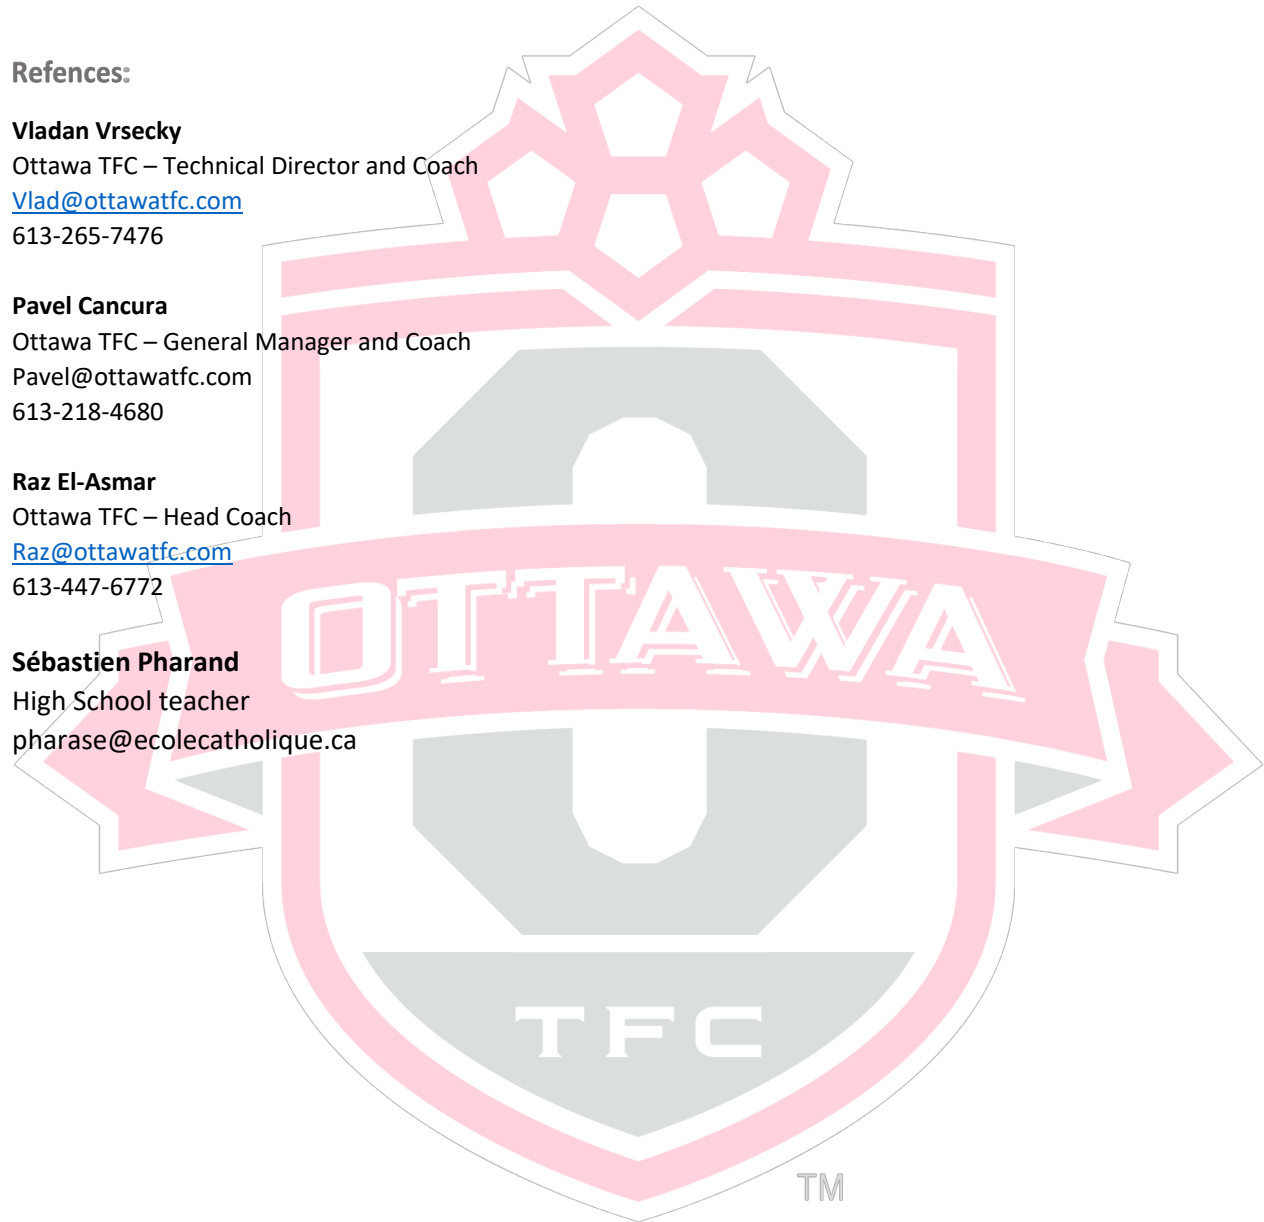 Refences:
Vladan Vrsecky
Ottawa TFC – Technical Director and Coach
Vlad@ottawatfc.com
613-265-7476
Pavel Cancura
Ottawa TFC – General Manager and Coach
Pavel@ottawatfc.com
613-218-4680
Raz El-Asmar
Ottawa TFC – Head Coach
Raz@ottawatfc.com
613-447-6772
Sébastien Pharand
High School teacher
pharase@ecolecatholique.ca
OTTAWA
TFC
TM